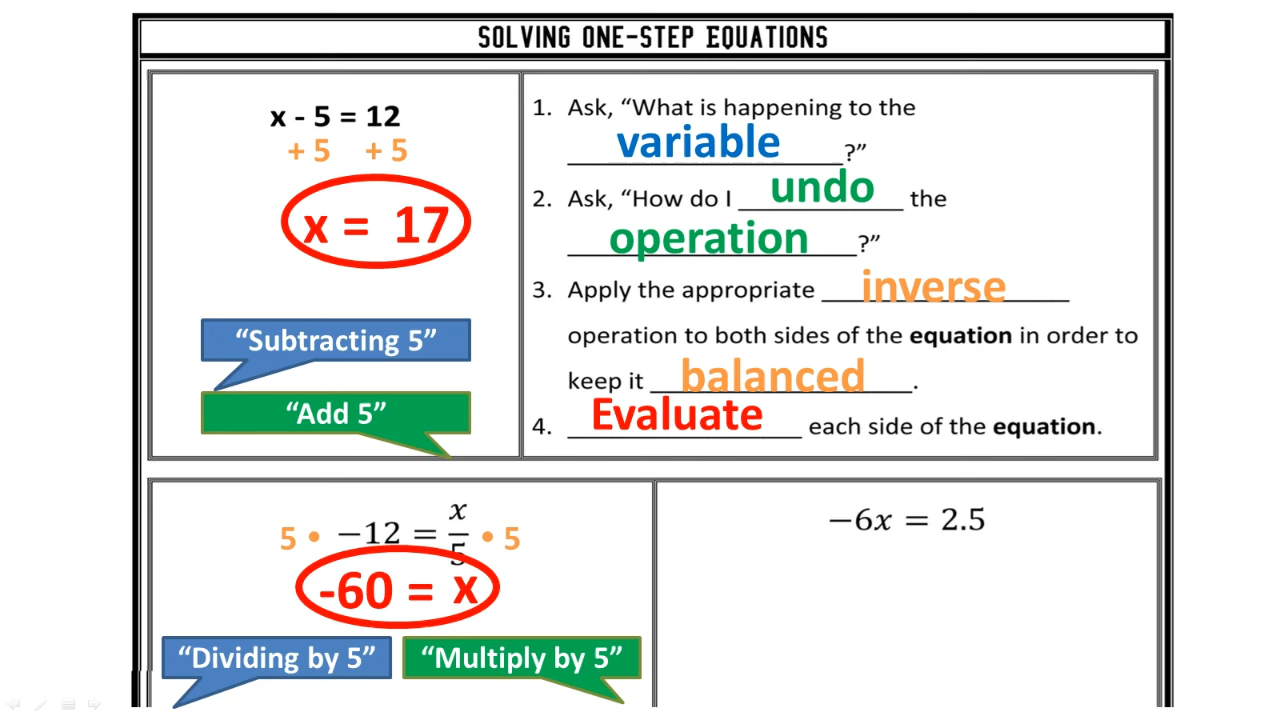 SOLVING ONE-STEP EQUATIONS
x - 5 = 12
+ 5 + 5
x = 17
“Subtracting 5”
“Add 5”
1. Ask, “What is happening to the
variable ?”
2. Ask, “How do I undo the
operation ?”
3. Apply the appropriate inverse
operation to both sides of the equation in order to
keep it balanced.
4. Evaluate each side of the equation.
5 • −12 = x/5 • 5
-60 = x
“Dividing by 5” “Multiply by 5”
−6x = 2.5